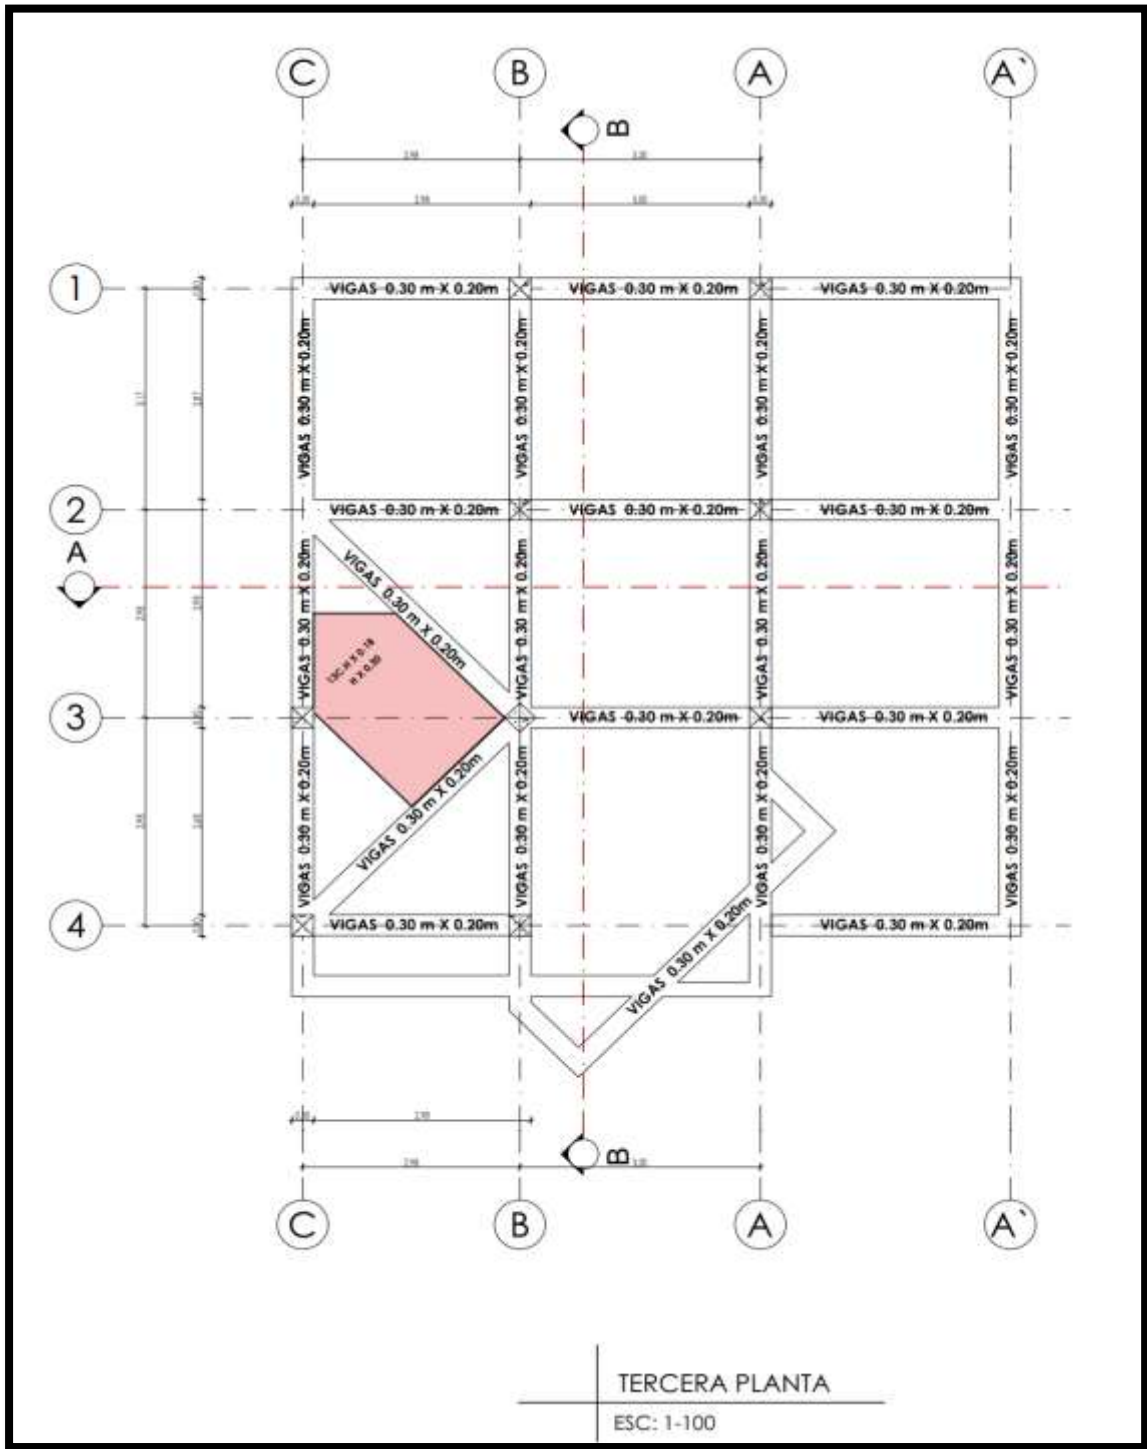 C B A A`
B
1
VIGAS 0.30 m X 0.20m VIGAS 0.30 m X 0.20m VIGAS 0.30 m X 0.20m
VIGAS 0.30 m X 0.20m
VIGAS 0.30 m X 0.20m
VIGAS 0.30 m X 0.20m
VIGAS 0.30 m X 0.20m
2
VIGAS 0.30 m X 0.20m VIGAS 0.30 m X 0.20m VIGAS 0.30 m X 0.20m
A
VIGAS 0.30 m X 0.20m
VIGAS 0.30 m X 0.20m
VIGAS 0.30 m X 0.20m
VIGAS 0.30 m X 0.20m
VIGAS 0.30 m X 0.20m
H X 0.30
3
VIGAS 0.30 m X 0.20m VIGAS 0.30 m X 0.20m
VIGAS 0.30 m X 0.20m
VIGAS 0.30 m X 0.20m
VIGAS 0.30 m X 0.20m
VIGAS 0.30 m X 0.20m
VIGAS 0.30 m X 0.20m
4
VIGAS 0.30 m X 0.20m VIGAS 0.30 m X 0.20m
VIGAS 0.30 m X 0.20m
B
C B A A`
TERCERA PLANTA
ESC: 1-100